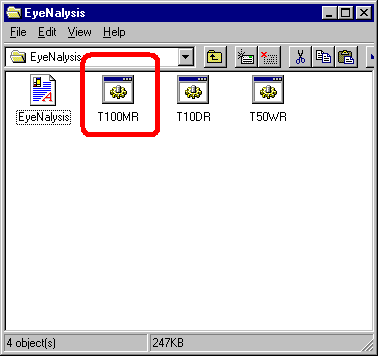 EyeNalysis
File Edit View Help
EyeNalysis
EyeNalysis T100MR T10DR T50WR
4 object(s) 247KB